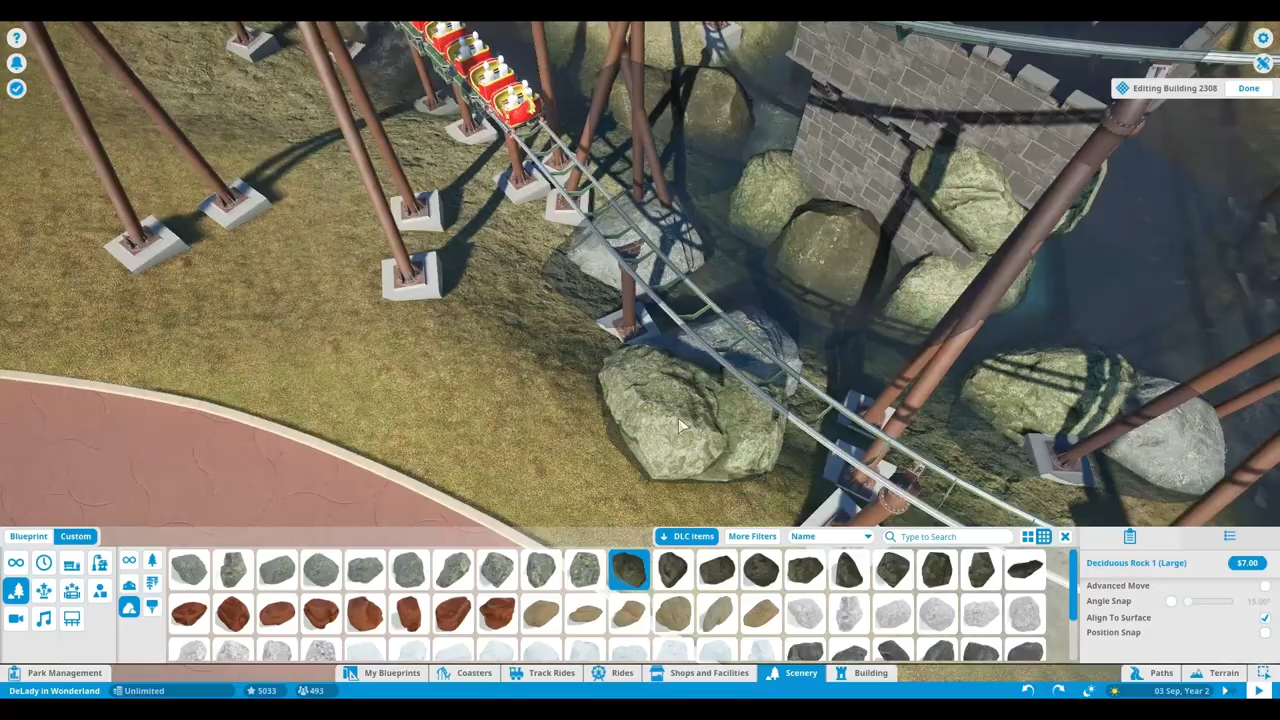 ?
Editing Building 2308 Done
Blueprint Custom
DLC items More Filters Name Type to Search
Deciduous Rock 1 (Large) $7.00
Advanced Move
Angle Snap 15.00°
Align To Surface
Position Snap
Park Management My Blueprints Coasters Track Rides Rides Shops and Facilities Scenery Building Paths Terrain
DeLady in Wonderland Unlimited 5033 493 03 Sep, Year 2